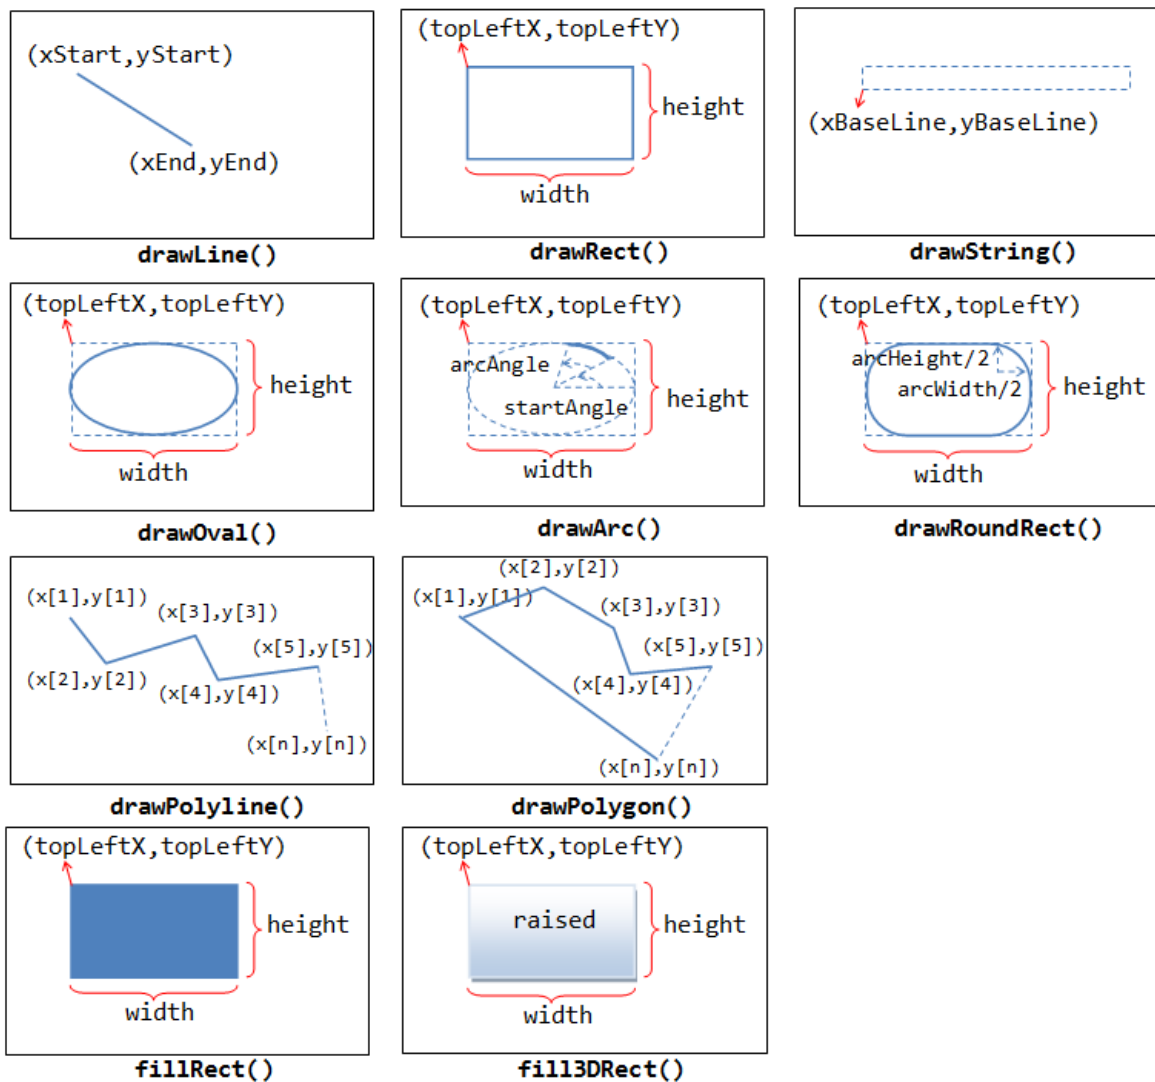 (xStart,yStart)
(xEnd,yEnd)
drawLine()
(topLeftX,topLeftY)
height
width
drawRect()
(xBaseLine,yBaseLine)
drawString()
(topLeftX,topLeftY)
height
width
drawOval()
(topLeftX,topLeftY)
arcAngle
startAngle
height
width
drawArc()
(topLeftX,topLeftY)
arcHeight/2
arcWidth/2
height
width
drawRoundRect()
(x[1],y[1])
(x[3],y[3])
(x[5],y[5])
(x[2],y[2])
(x[4],y[4])
(x[n],y[n])
drawPolyline()
(x[2],y[2])
(x[1],y[1])
(x[3],y[3])
(x[5],y[5])
(x[4],y[4])
(x[n],y[n])
drawPolygon()
(topLeftX,topLeftY)
height
width
fillRect()
(topLeftX,topLeftY)
raised
height
width
fill3DRect()